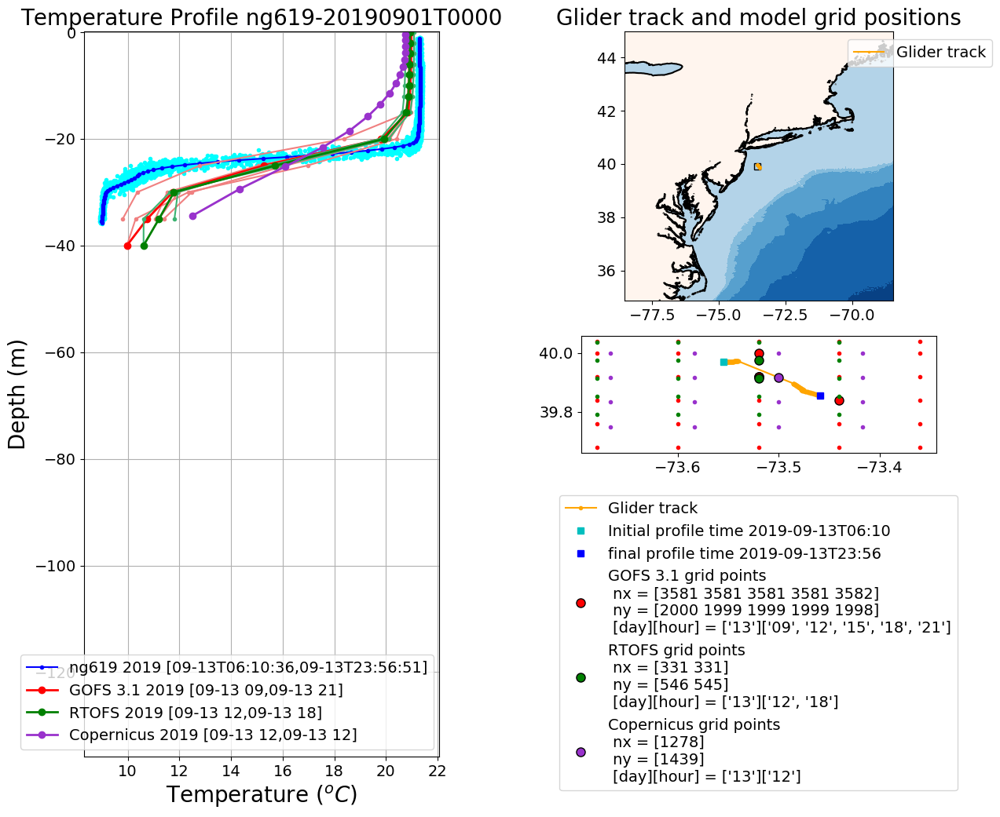 Temperature Profile ng619-20190901T0000
0
−20
−40
−60
−80
−100
−120
10 12 14 16 18 20 22
Temperature (°C)
Depth (m)
ng619 2019 [09-13T06:10:36,09-13T23:56:51]
GOFS 3.1 2019 [09-13 09,09-13 21]
RTOFS 2019 [09-13 12,09-13 18]
Copernicus 2019 [09-13 12,09-13 12]
Glider track and model grid positions
Glider track
44
42
40
38
36
−77.5 −75.0 −72.5 −70.0
40.0
39.8
−73.6 −73.5 −73.4
Glider track
Initial profile time 2019-09-13T06:10
final profile time 2019-09-13T23:56
GOFS 3.1 grid points
nx = [3581 3581 3581 3581 3582]
ny = [2000 1999 1999 1999 1998]
[day][hour] = ['13']['09', '12', '15', '18', '21']
RTOFS grid points
nx = [331 331]
ny = [546 545]
[day][hour] = ['13']['12', '18']
Copernicus grid points
nx = [1278]
ny = [1439]
[day][hour] = ['13']['12']